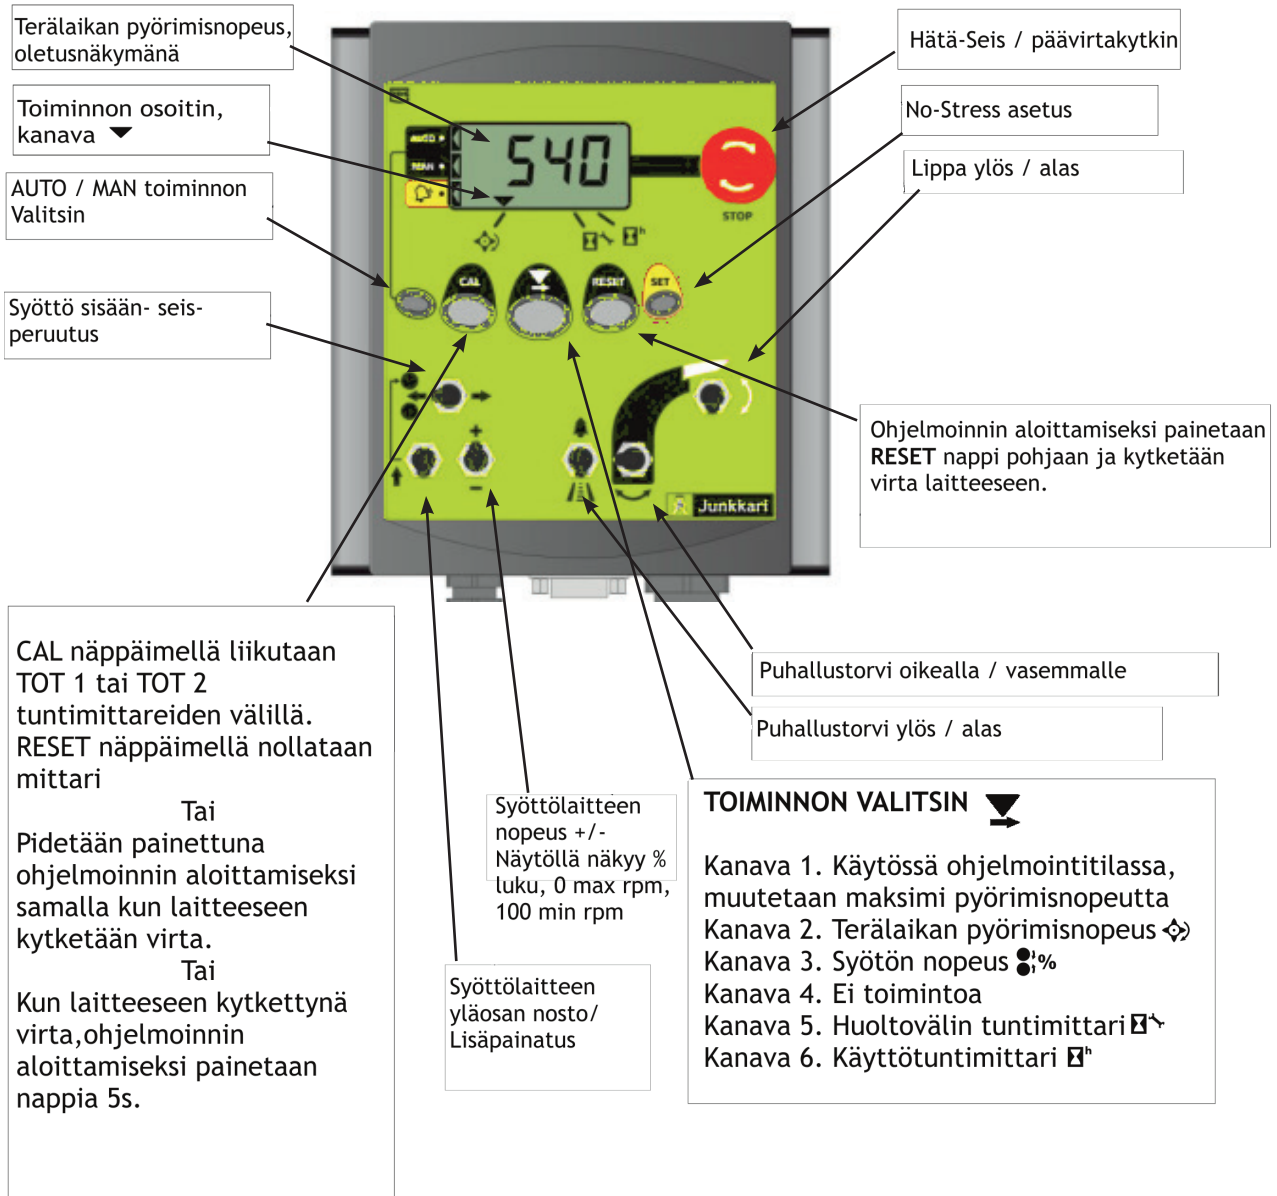 Terälaikan pyörimisnopeus,
oletusnäkymänä
Toiminnon osoitin,
kanava
AUTO / MAN toiminnon
Valitsin
Syöttö sisään- seis-
peruutus
Hätä-Seis / päävirtakytkin
No-Stress asetus
Lippa ylös / alas
AUTO
MAN
540
STOP
h
CAL
RESET
SET
+
-
Junkkari
Ohjelmoinnin aloittamiseksi painetaan
RESET nappi pohjaan ja kytketään
virta laitteeseen.
CAL näppäimellä liikutaan
TOT 1 tai TOT 2
tuntimittareiden välillä.
RESET näppäimellä nollataan
mittari
Tai
Pidetään painettuna
ohjelmoinnin aloittamiseksi
samalla kun laitteeseen
kytketään virta.
Tai
Kun laitteeseen kytkettynä
virta,ohjelmoinnin
aloittamiseksi painetaan
nappia 5s.
Syöttölaitteen
nopeus +/-
Näytöllä näkyy %
luku, 0 max rpm,
100 min rpm
Syöttölaitteen
yläosan nosto/
Lisäpainatus
Puhallustorvi oikealla / vasemmalle
Puhallustorvi ylös / alas
TOIMINNON VALITSIN
Kanava 1. Käytössä ohjelmointitilassa,
muutetaan maksimi pyörimisnopeutta
Kanava 2. Terälaikan pyörimisnopeus
Kanava 3. Syötön nopeus %
Kanava 4. Ei toimintoa
Kanava 5. Huoltovälin tuntimittari
Kanava 6. Käyttötuntimittari h